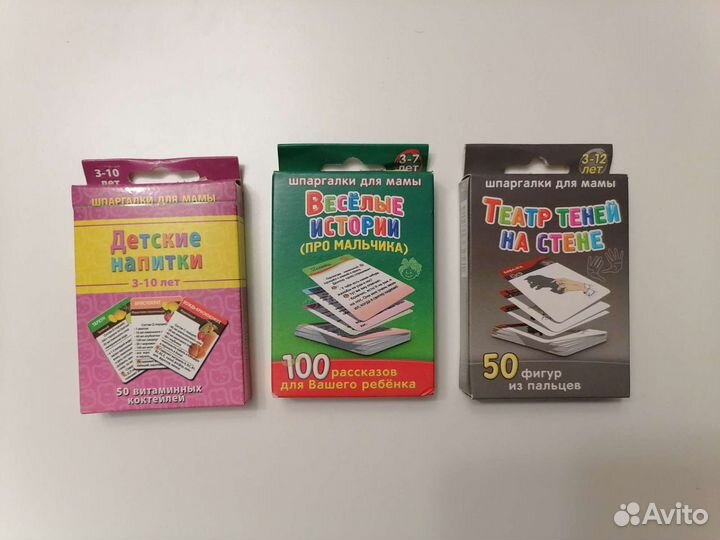 3-10
лет
ШПАРГАЛКИ ДЛЯ МАМЫ
Детские
напитки
3-10 лет
50 витаминных
коктейлей
3-7
лет
шпаргалки для мамы
ВЕСЁЛЫЕ
ИСТОРИИ
(ПРО МАЛЬЧИКА)
100 рассказов
для Вашего ребёнка
3-12
лет
шпаргалки для мамы
ТЕАТР ТЕНЕЙ
НА СТЕНЕ
50 фигур
из пальцев
Avito